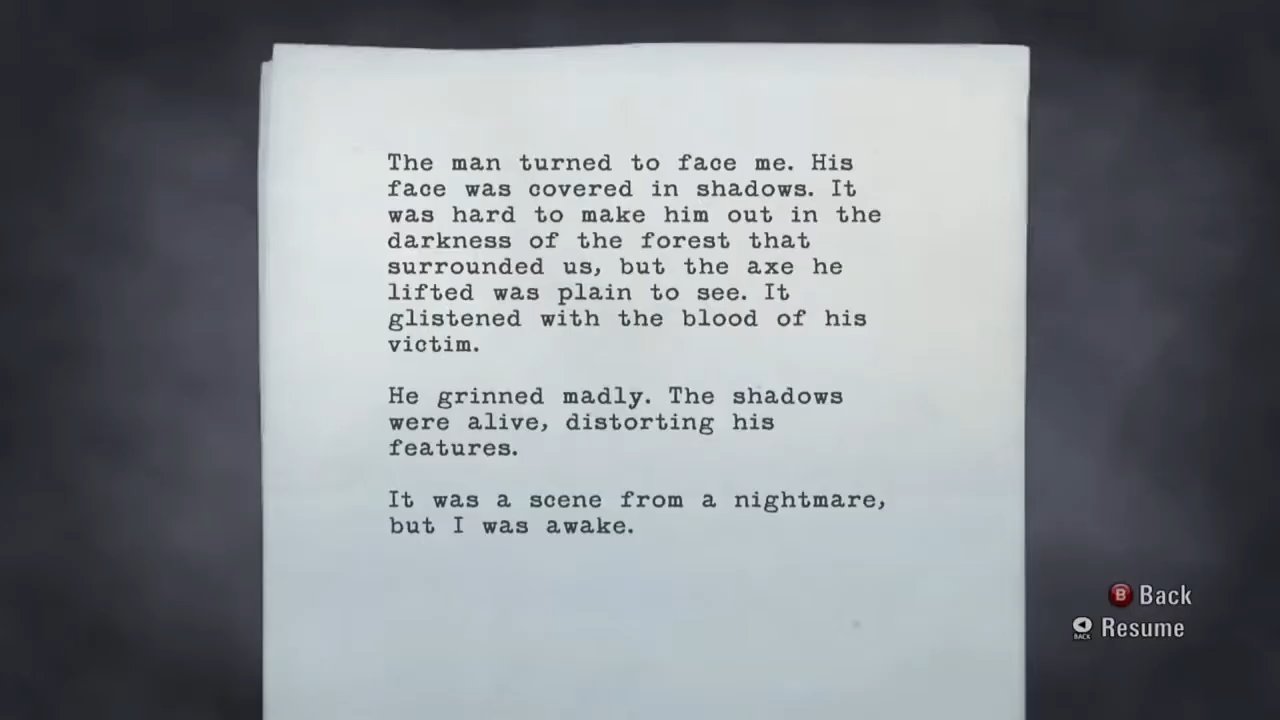 The man turned to face me. His
face was covered in shadows. It
was hard to make him out in the
darkness of the forest that
surrounded us, but the axe he
lifted was plain to see. It
glistened with the blood of his
victim.
He grinned madly. The shadows
were alive, distorting his
features.
It was a scene from a nightmare,
but I was awake.
B Back
BACK Resume